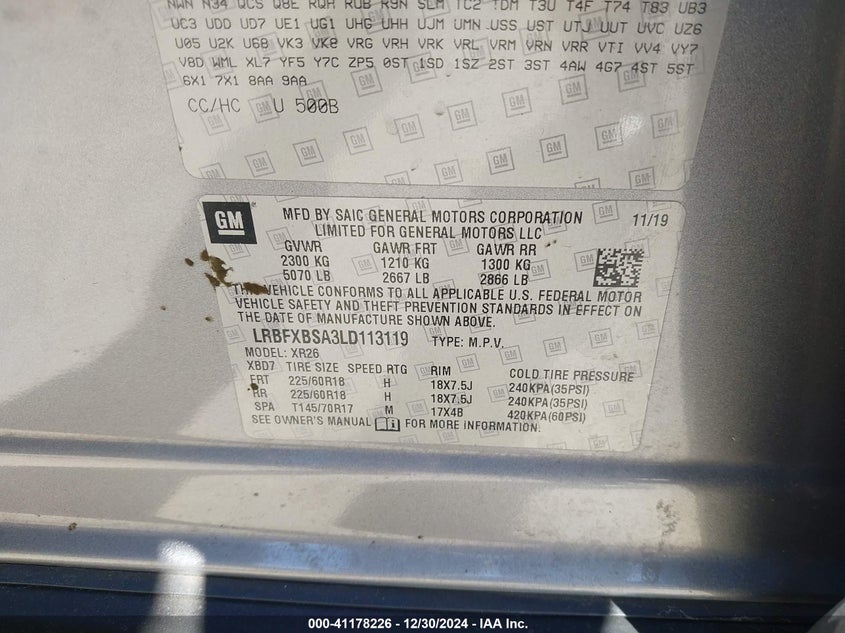 NWN N34 QCS Q8E RQH RUB R9N SLM TC2 TDM T3U T4F T74 T83 UB3
UC3 UDD UD7 UE1 UG1 UHG UHH UJM UMN USS UST UTJ UUT UVC UZ6
U05 U2K U68 VK3 VK8 VRG VRH VRK VRL VRM VRN VRR VTI VV4 VY7
V8D WML XL7 YF5 Y7C ZP5 0ST 1SD 1SZ 2ST 3ST 4AW 4G7 4ST 5ST
6X1 7X1 8AA 9AA
CC/HC U 500B
GM MFD BY SAIC GENERAL MOTORS CORPORATION 11/19
LIMITED FOR GENERAL MOTORS LLC
GVWR GAWR FRT GAWR RR
2300 KG 1210 KG 1300 KG
5070 LB 2667 LB 2866 LB
THIS VEHICLE CONFORMS TO ALL APPLICABLE U.S. FEDERAL MOTOR
VEHICLE SAFETY AND THEFT PREVENTION STANDARDS IN EFFECT ON
THE DATE OF MANUFACTURE SHOWN ABOVE.
LRBFXBSA3LD113119 TYPE: M.P.V.
MODEL: XR26
XBD7 TIRE SIZE SPEED RTG RIM COLD TIRE PRESSURE
FRT 225/60R18 H 18X7.5J 240KPA(35PSI)
RR 225/60R18 H 18X7.5J 240KPA(35PSI)
SPA T145/70R17 M 17X4B 420KPA(60PSI)
SEE OWNER'S MANUAL FOR MORE INFORMATION.
000-41178226 - 12/30/2024 - IAA Inc.